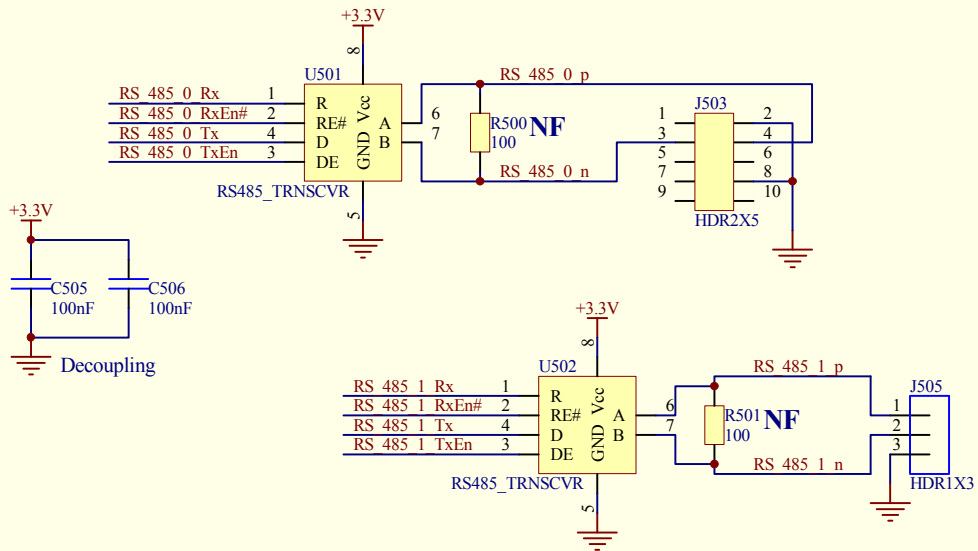 +3.3V
8
U501
RS_485_0_Rx 1 R
RS_485_0_RxEn# 2 RE#
RS_485_0_Tx 4 D
RS_485_0_TxEn 3 DE
Vcc
GND
A 6
B 7
5
RS485_TRNSCVR
RS_485_0_p
R500 NF
100
RS_485_0_n
J503
1 2
3 4
5 6
7 8
9 10
HDR2X5
+3.3V
C505
100nF
C506
100nF
Decoupling
+3.3V
8
U502
RS_485_1_Rx 1 R
RS_485_1_RxEn# 2 RE#
RS_485_1_Tx 4 D
RS_485_1_TxEn 3 DE
Vcc
GND
A 6
B 7
5
RS485_TRNSCVR
RS_485_1_p
R501 NF
100
RS_485_1_n
J505
1
2
3
HDR1X3